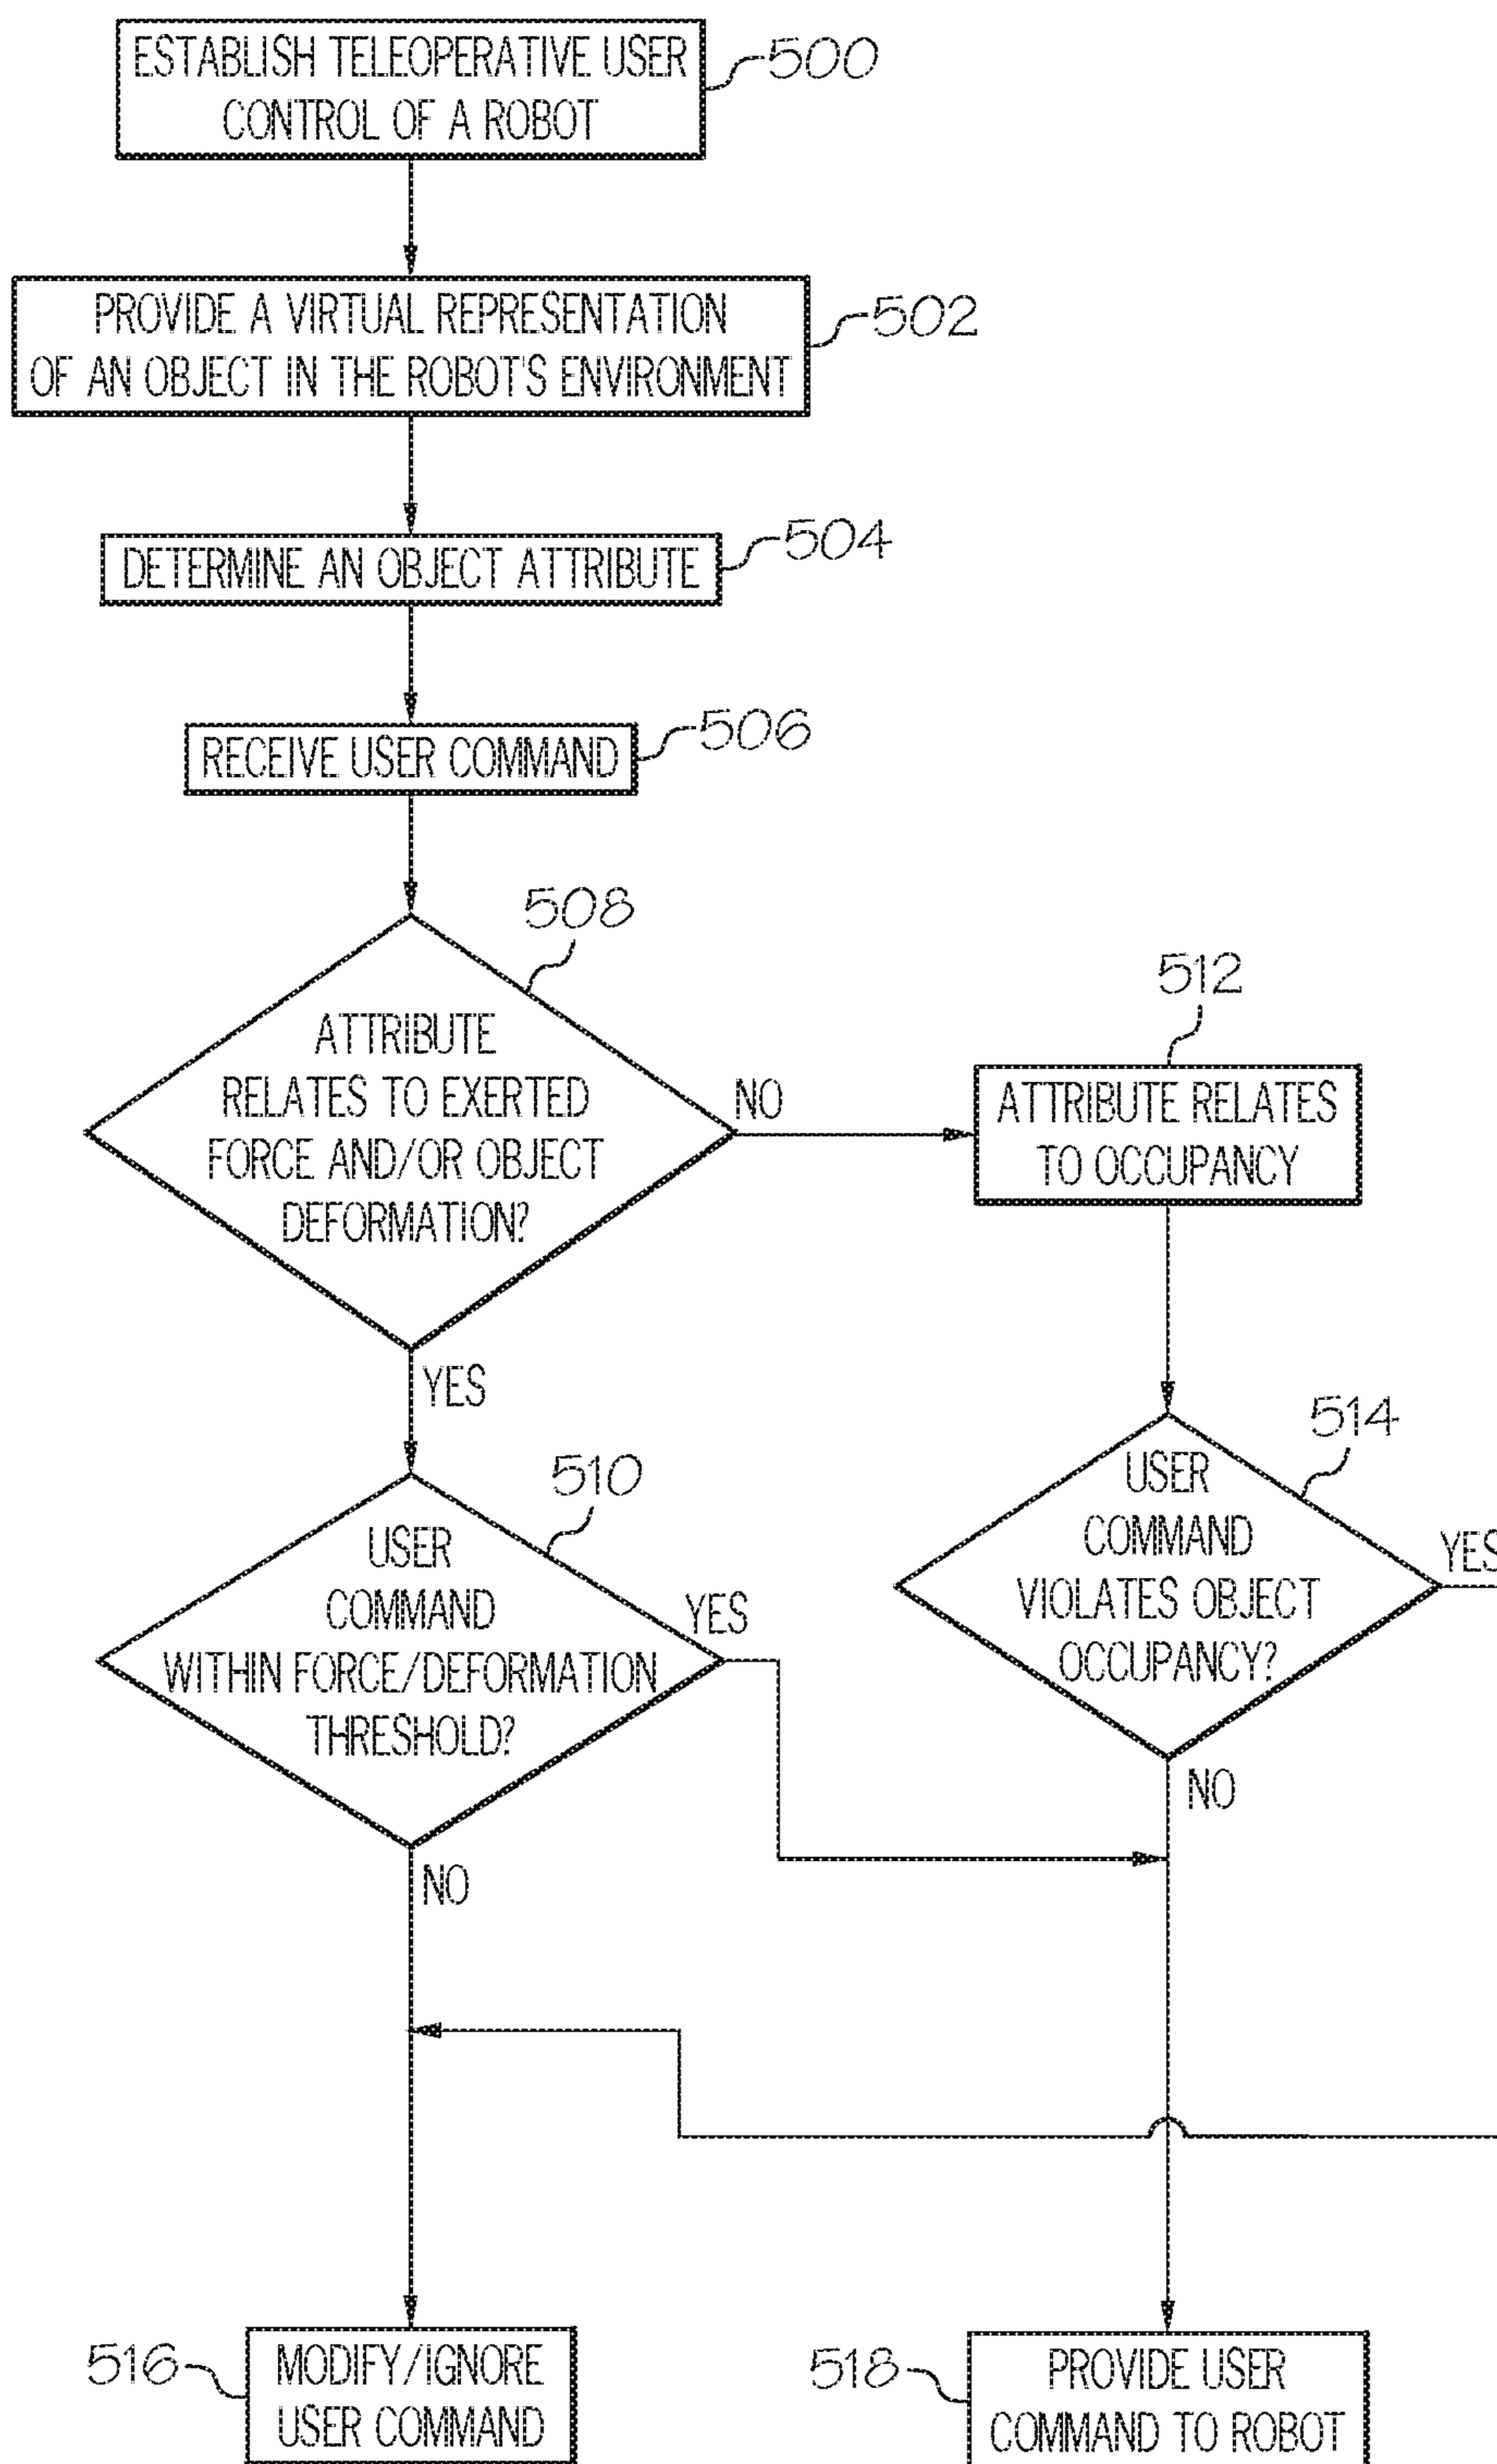 ESTABLISH TELEOPERATIVE USER
CONTROL OF A ROBOT
500
PROVIDE A VIRTUAL REPRESENTATION
OF AN OBJECT IN THE ROBOT'S ENVIRONMENT
502
DETERMINE AN OBJECT ATTRIBUTE
504
RECEIVE USER COMMAND
506
508
ATTRIBUTE
RELATES TO EXERTED
FORCE AND/OR OBJECT
DEFORMATION?
NO
512
ATTRIBUTE RELATES
TO OCCUPANCY
YES
510
USER
COMMAND
WITHIN FORCE/DEFORMATION
THRESHOLD?
YES
NO
514
USER
COMMAND
VIOLATES OBJECT
OCCUPANCY?
YES
NO
516
MODIFY/IGNORE
USER COMMAND
518
PROVIDE USER
COMMAND TO ROBOT